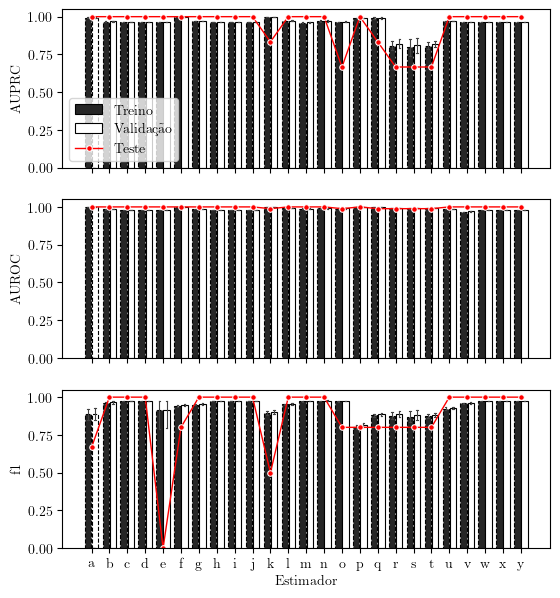 1.00
0.75
0.50
0.25
0.00
AUPRC
Treino
Validação
Teste
1.00
0.75
0.50
0.25
0.00
AUROC
1.00
0.75
0.50
0.25
0.00
f1
a b c d e f g h i j k l m n o p q r s t u v w x y
Estimador